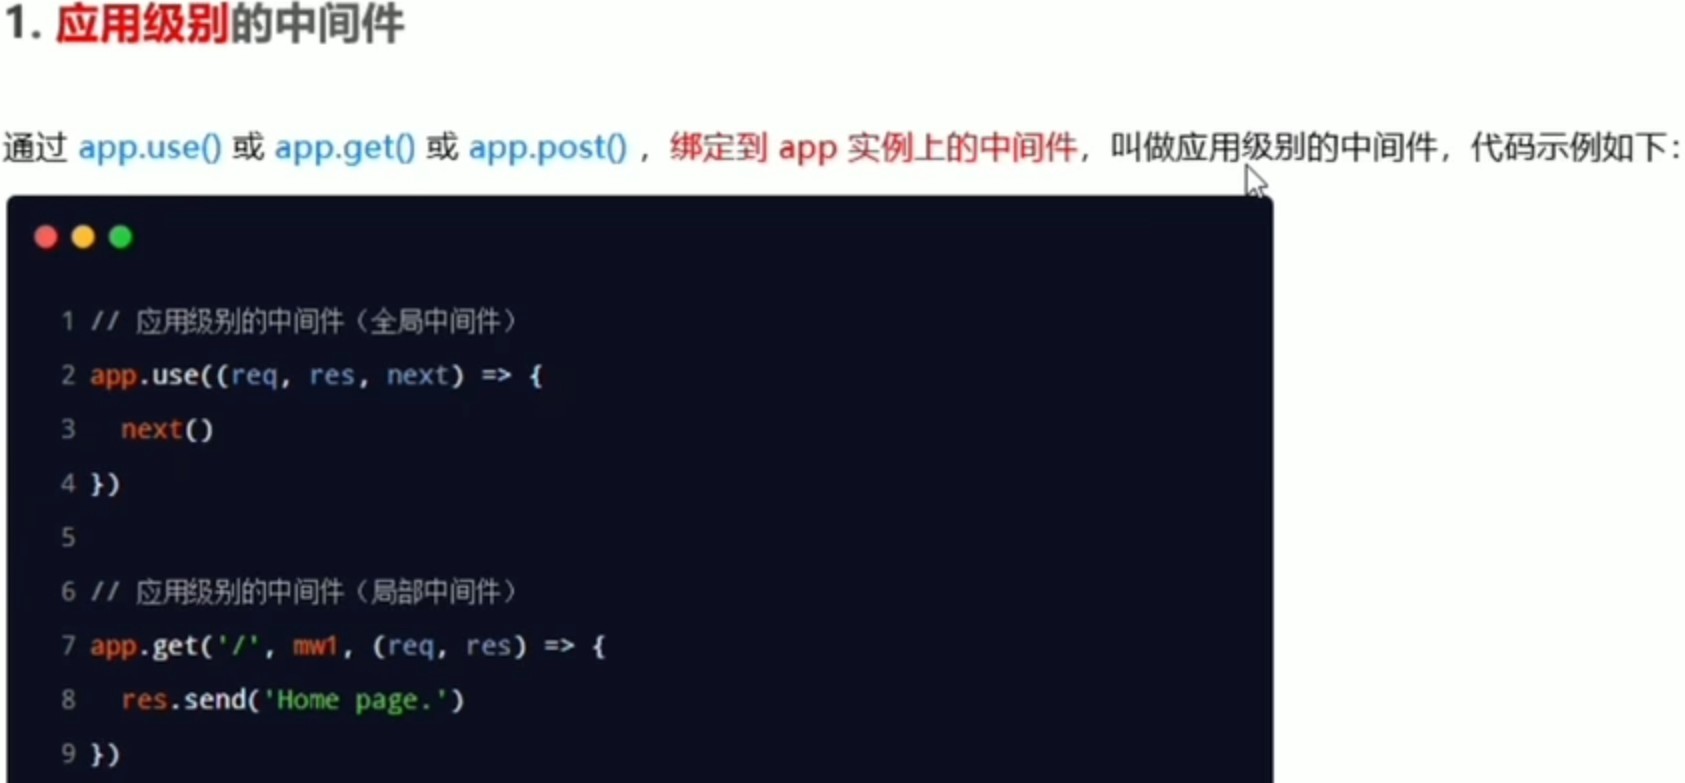 1. 应用级别的中间件
通过 app.use() 或 app.get() 或 app.post() ，绑定到 app 实例上的中间件，叫做应用级别的中间件，代码示例如下：
1 // 应用级别的中间件（全局中间件）
2 app.use((req, res, next) => {
3   next()
4 })
5
6 // 应用级别的中间件（局部中间件）
7 app.get('/', mw1, (req, res) => {
8   res.send('Home page.')
9 })